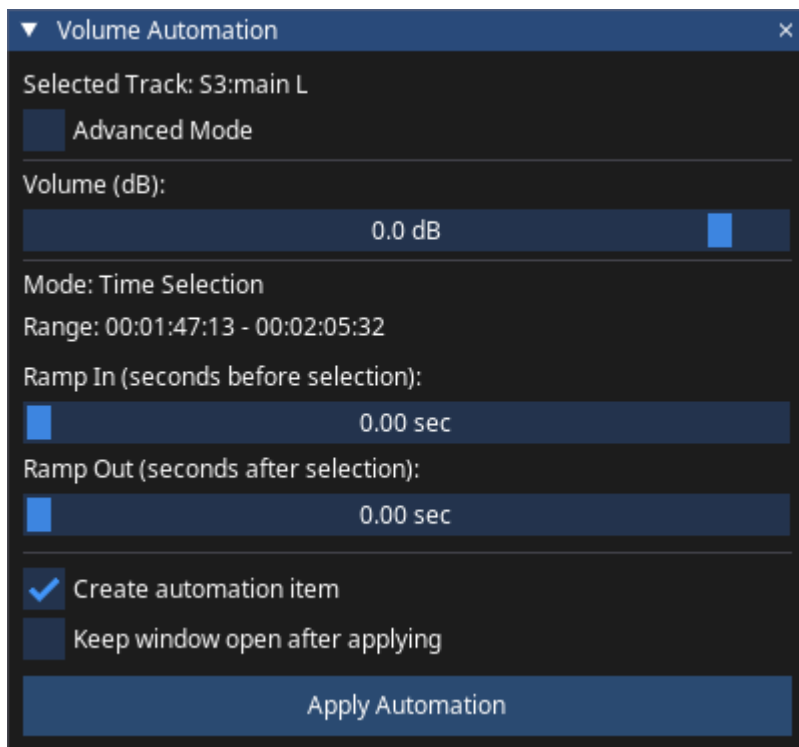 Volume Automation
Selected Track: S3:main L
Advanced Mode
Volume (dB):
0.0 dB
Mode: Time Selection
Range: 00:01:47:13 - 00:02:05:32
Ramp In (seconds before selection):
0.00 sec
Ramp Out (seconds after selection):
0.00 sec
Create automation item
Keep window open after applying
Apply Automation